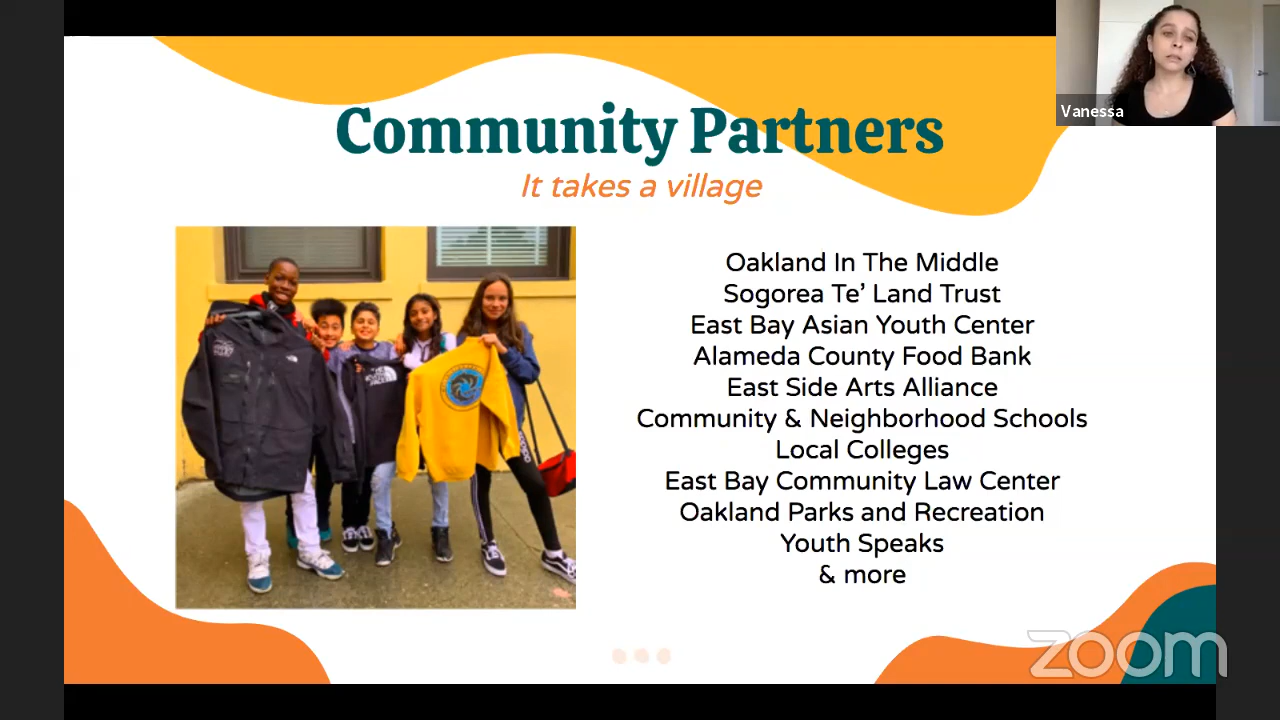 Community Partners
It takes a village
Oakland In The Middle
Sogorea Te’ Land Trust
East Bay Asian Youth Center
Alameda County Food Bank
East Side Arts Alliance
Community & Neighborhood Schools
Local Colleges
East Bay Community Law Center
Oakland Parks and Recreation
Youth Speaks
& more
Vanessa
zoom